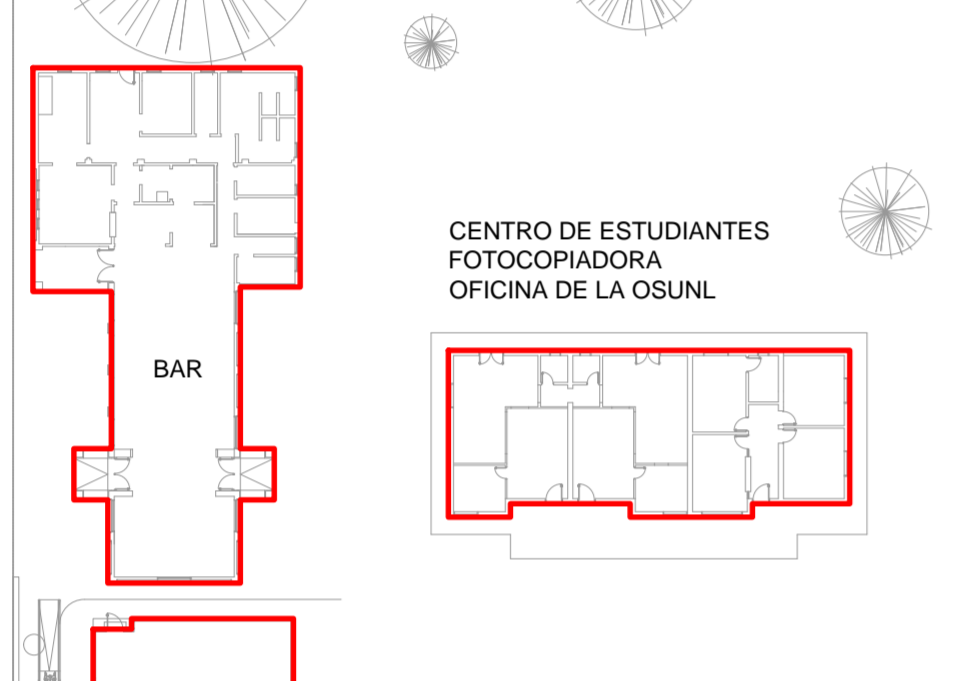 CENTRO DE ESTUDIANTES
FOTOCOPIADORA
OFICINA DE LA OSUNL
BAR